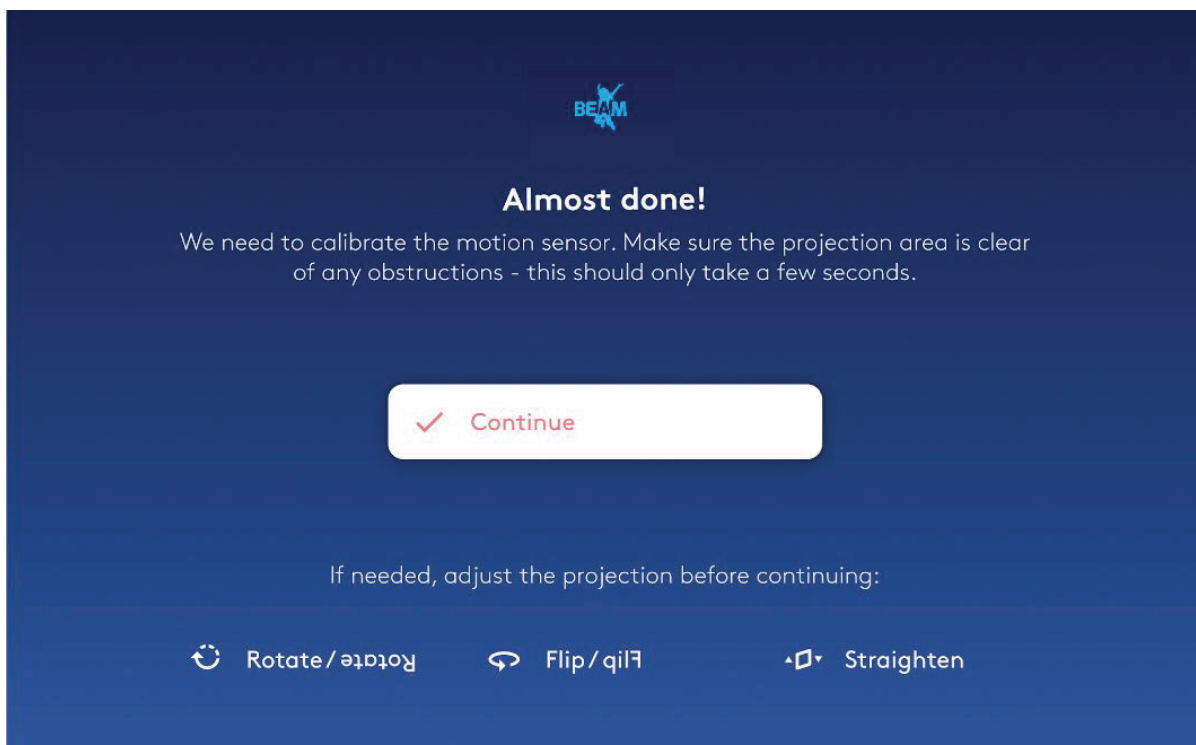 BEAM
Almost done!
We need to calibrate the motion sensor. Make sure the projection area is clear
of any obstructions - this should only take a few seconds.
Continue
If needed, adjust the projection before continuing:
Rotate/Rotate Flip/Flip Straighten